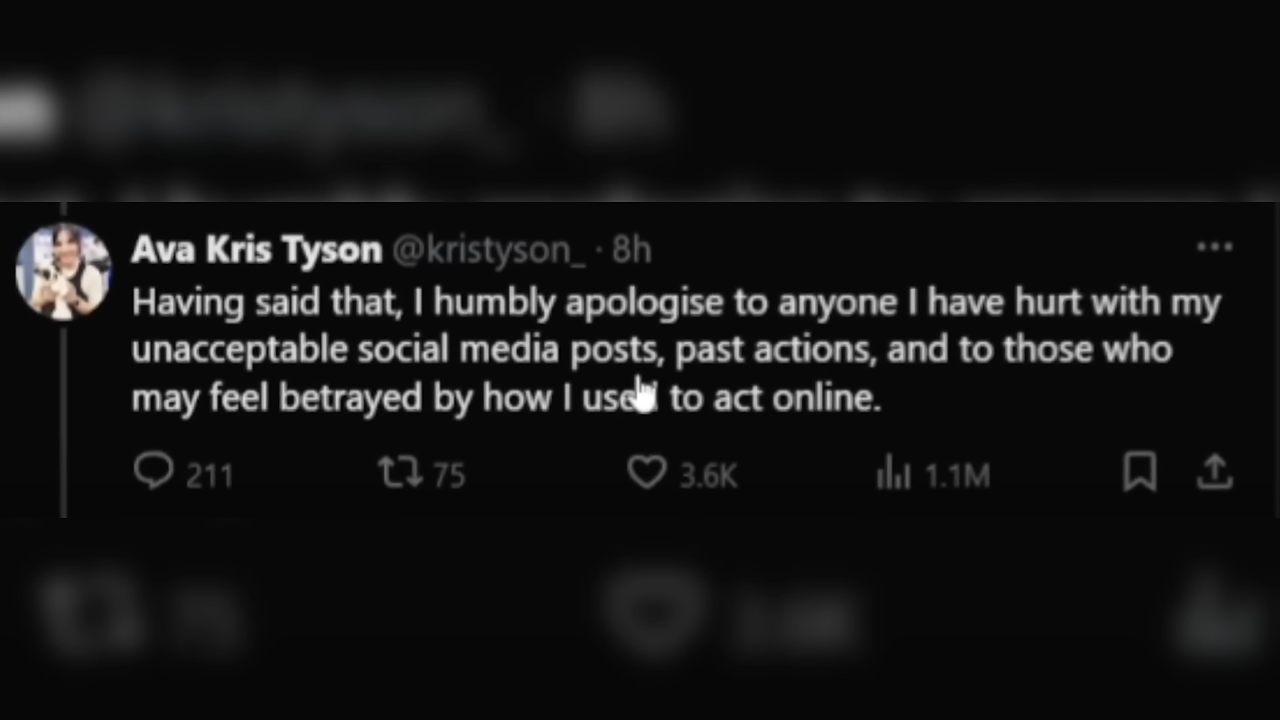 Ava Kris Tyson @kristyson_ · 8h
Having said that, I humbly apologise to anyone I have hurt with my
unacceptable social media posts, past actions, and to those who
may feel betrayed by how I used to act online.
211 75 3.6K 1.1M